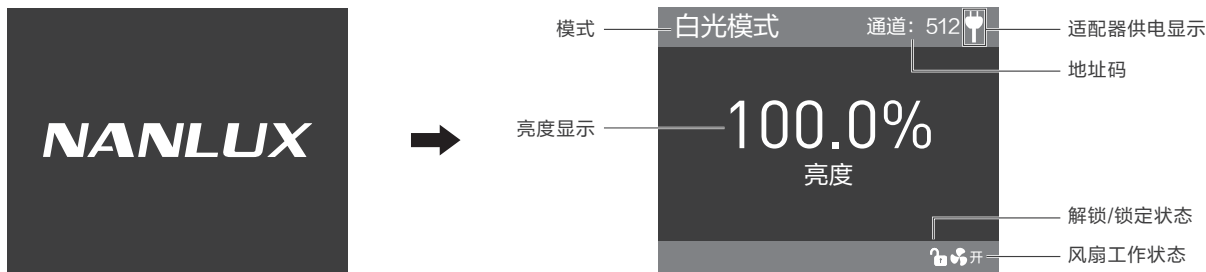 NANLUX
模式
白光模式
通道：512
适配器供电显示
地址码
亮度显示
100.0%
亮度
解锁/锁定状态
开
风扇工作状态